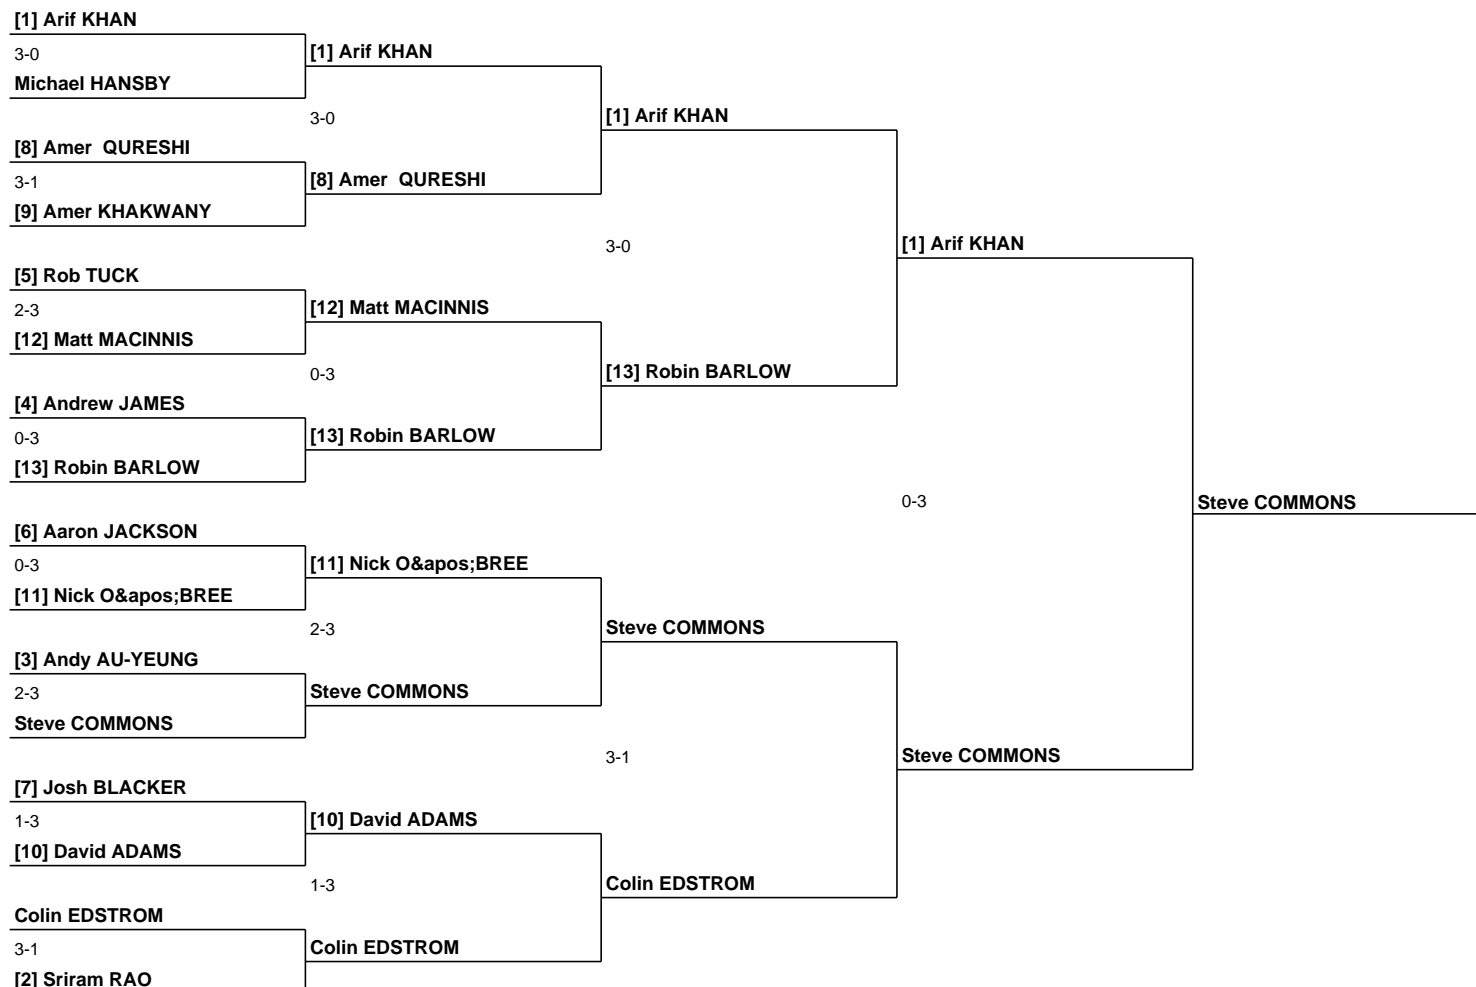 [1] Arif KHAN
3-0
[1] Arif KHAN
Michael HANSBY
3-0
[1] Arif KHAN
[8] Amer  QURESHI
3-1
[8] Amer  QURESHI
[9] Amer KHAKWANY
3-0
[1] Arif KHAN
[5] Rob TUCK
2-3
[12] Matt MACINNIS
[12] Matt MACINNIS
0-3
[13] Robin BARLOW
[4] Andrew JAMES
0-3
[13] Robin BARLOW
[13] Robin BARLOW
0-3
Steve COMMONS
[6] Aaron JACKSON
0-3
[11] Nick O&apos;BREE
[11] Nick O&apos;BREE
2-3
Steve COMMONS
[3] Andy AU-YEUNG
2-3
Steve COMMONS
Steve COMMONS
3-1
Steve COMMONS
[7] Josh BLACKER
1-3
[10] David ADAMS
[10] David ADAMS
1-3
Colin EDSTROM
Colin EDSTROM
3-1
Colin EDSTROM
[2] Sriram RAO